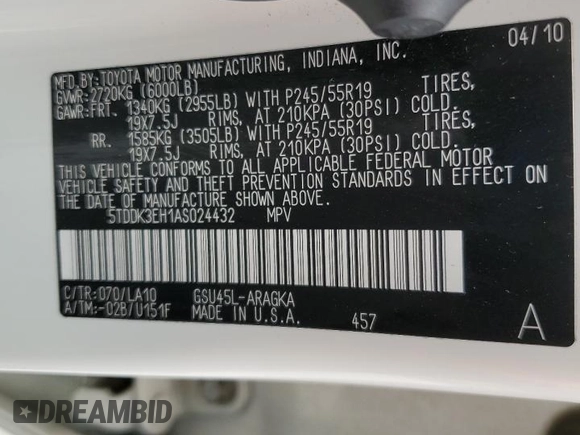 MFD.BY:TOYOTA MOTOR MANUFACTURING, INDIANA, INC. 04/10
GVWR:2720KG (6000LB)
GAWR:FRT. 1340KG (2955LB) WITH P245/55R19 TIRES,
19X7.5J RIMS, AT 210KPA (30PSI) COLD.
RR. 1585KG (3505LB) WITH P245/55R19 TIRES,
19X7.5J RIMS, AT 210KPA (30PSI) COLD.
THIS VEHICLE CONFORMS TO ALL APPLICABLE FEDERAL MOTOR
VEHICLE SAFETY AND THEFT PREVENTION STANDARDS IN EFFECT ON
THE DATE OF MANUFACTURE SHOWN ABOVE.
5TDDK3EH1AS024432 MPV
C/TR:070/LA10 GSU45L-ARAGKA
A/TM:-02B/U151F MADE IN U.S.A. 457 A
DREAMBID